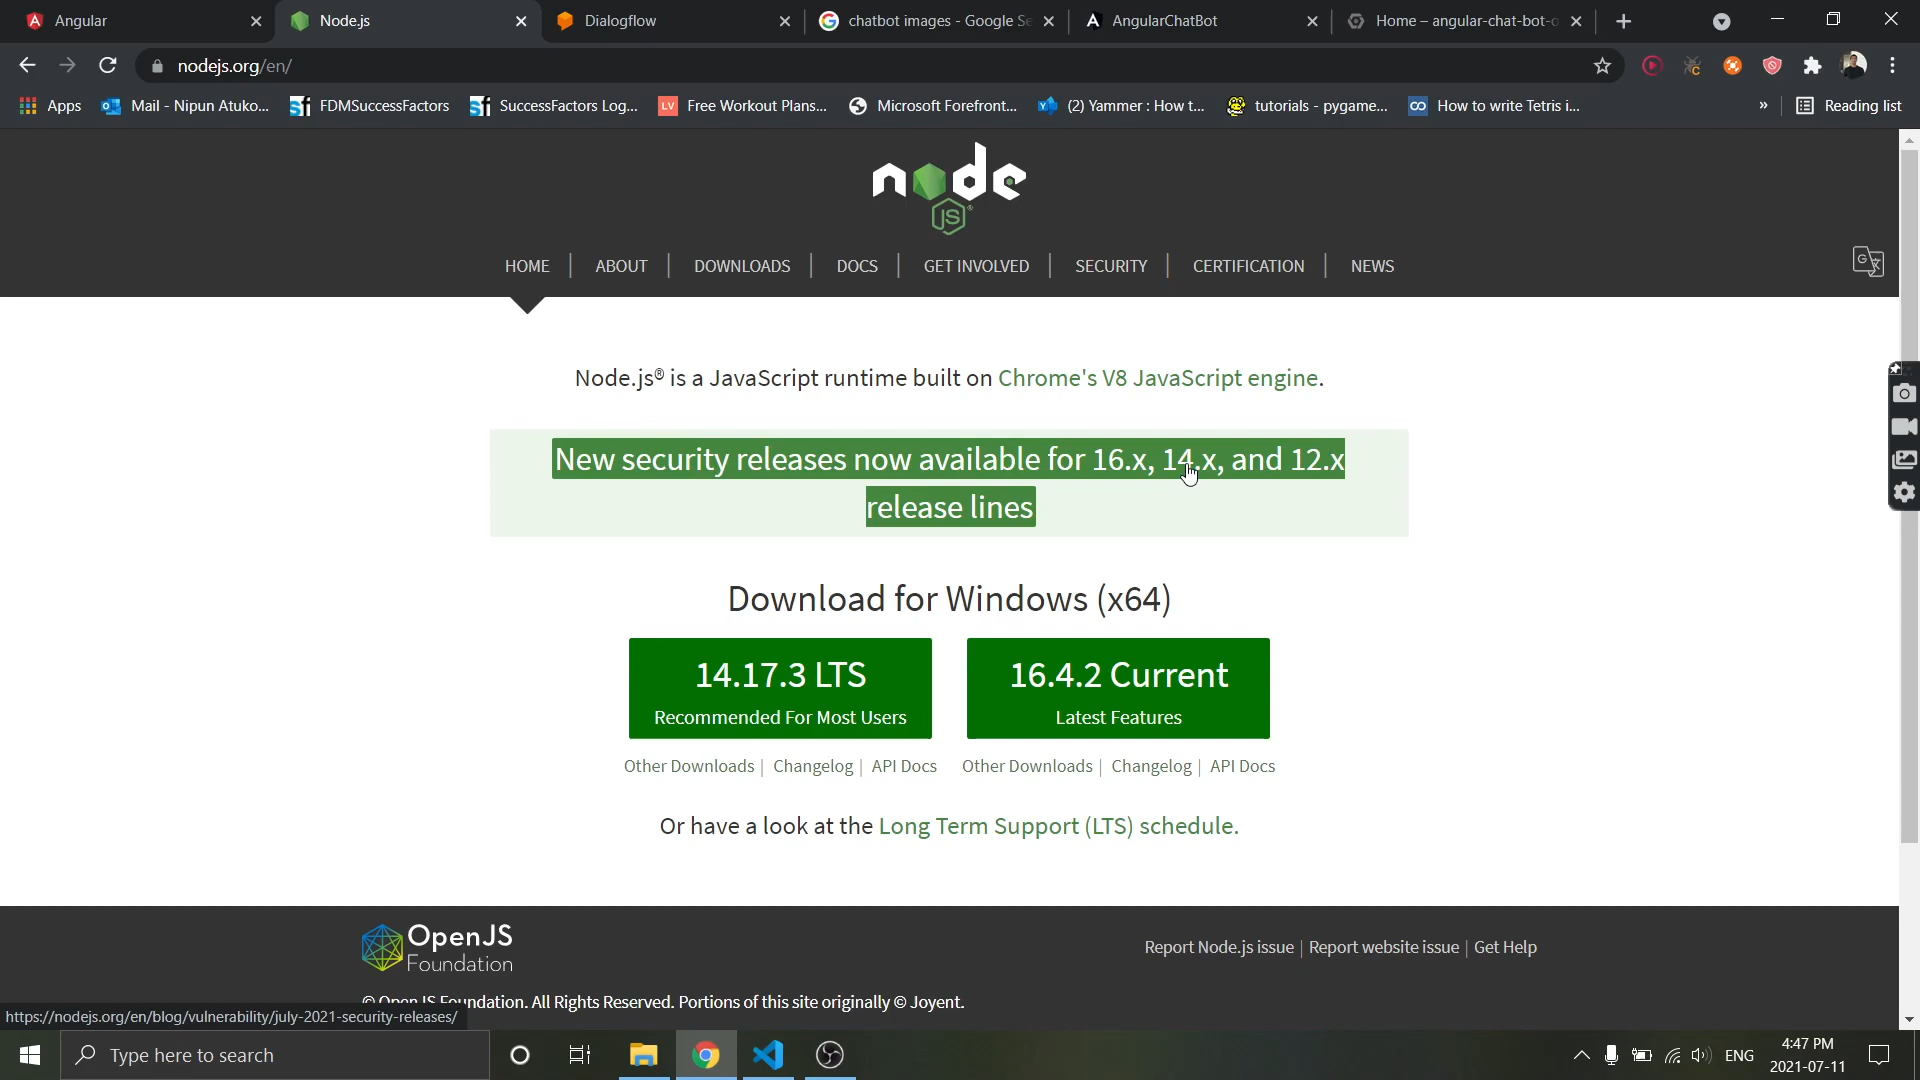 Angular
Node.js
Dialogflow
chatbot images - Google Se
AngularChatBot
Home – angular-chat-bot-o
nodejs.org/en/
Apps
Mail - Nipun Atuko...
FDMSuccessFactors
SuccessFactors Log...
Free Workout Plans...
Microsoft Forefront...
(2) Yammer : How t...
tutorials - pygame...
How to write Tetris i...
»
Reading list
node
JS
HOME
ABOUT
DOWNLOADS
DOCS
GET INVOLVED
SECURITY
CERTIFICATION
NEWS
Node.js® is a JavaScript runtime built on Chrome's V8 JavaScript engine.
New security releases now available for 16.x, 14.x, and 12.x
release lines
Download for Windows (x64)
14.17.3 LTS
Recommended For Most Users
16.4.2 Current
Latest Features
Other Downloads | Changelog | API Docs
Other Downloads | Changelog | API Docs
Or have a look at the Long Term Support (LTS) schedule.
OpenJS
Foundation
Report Node.js issue | Report website issue | Get Help
© OpenJS Foundation. All Rights Reserved. Portions of this site originally © Joyent.
https://nodejs.org/en/blog/vulnerability/july-2021-security-releases/
Type here to search
ENG
4:47 PM
2021-07-11